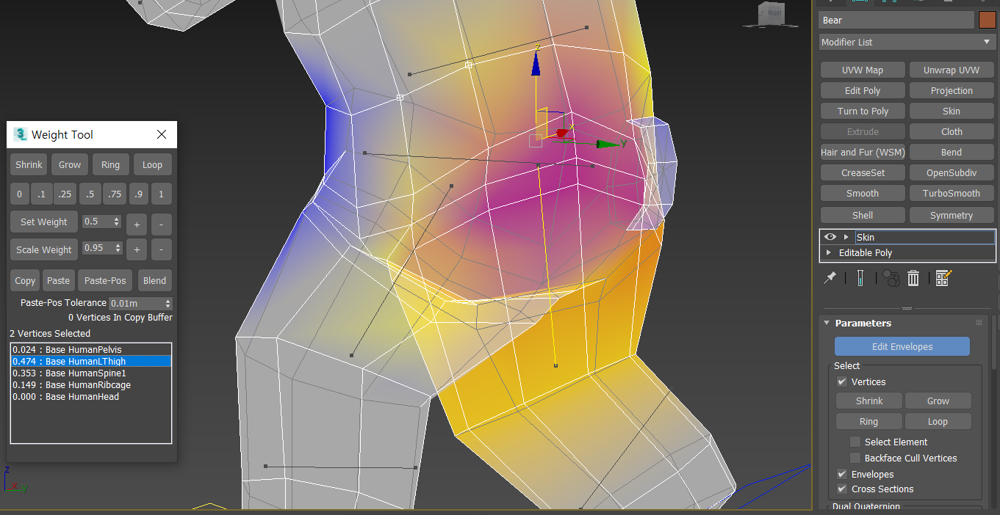 Weight Tool
Shrink Grow Ring Loop
0 .1 .25 .5 .75 .9 1
Set Weight 0.5 + -
Scale Weight 0.95 + -
Copy Paste Paste-Pos Blend
Paste-Pos Tolerance 0.01m
0 Vertices In Copy Buffer
2 Vertices Selected
0.024 : Base HumanPelvis
0.474 : Base HumanLThigh
0.353 : Base HumanSpine1
0.149 : Base HumanRibcage
0.000 : Base HumanHead
z
x
y
z
x
y
RIGHT
Bear
Modifier List
UVW Map Unwrap UVW
Edit Poly Projection
Turn to Poly Skin
Extrude Cloth
Hair and Fur (WSM) Bend
CreaseSet OpenSubdiv
Smooth TurboSmooth
Shell Symmetry
Skin
Editable Poly
Parameters
Edit Envelopes
Select
Vertices
Shrink Grow
Ring Loop
Select Element
Backface Cull Vertices
Envelopes
Cross Sections
Dual Quaternion